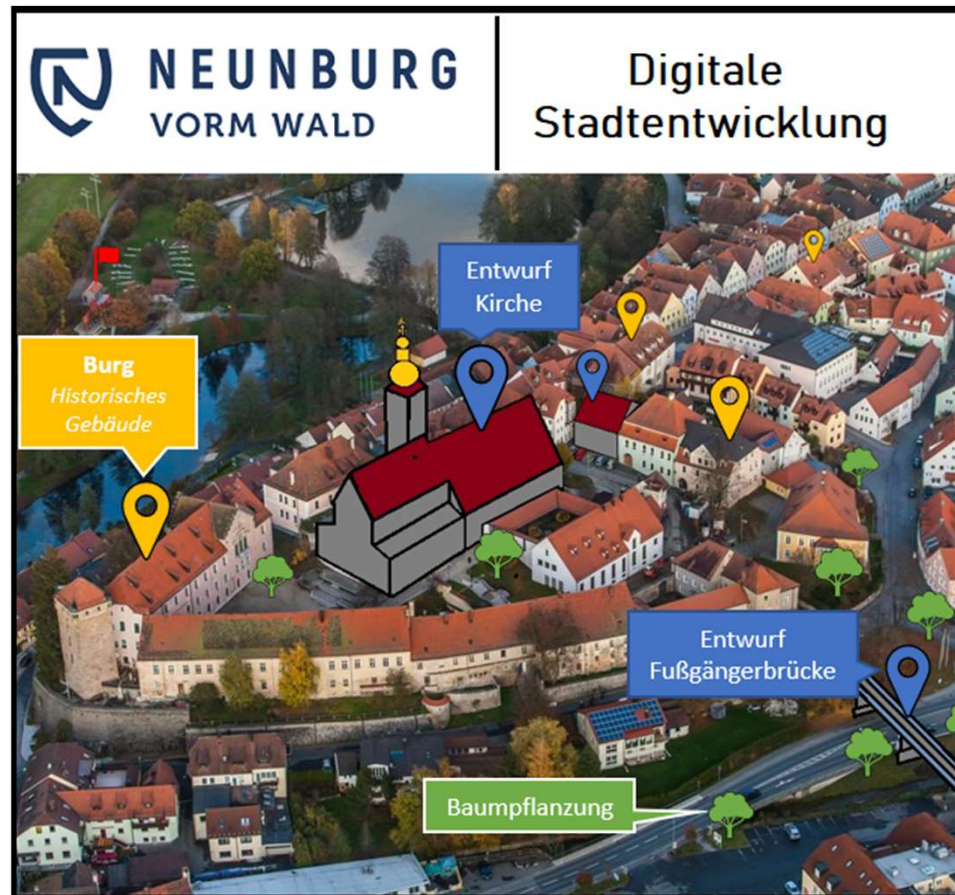 NEUNBURG
VORM WALD
Digitale
Stadtentwicklung
Entwurf
Kirche
Burg
Historisches
Gebäude
Entwurf
Fußgängerbrücke
Baumpflanzung